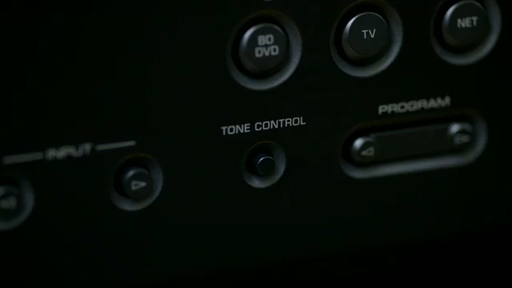 BD
DVD
TV
NET
TONE CONTROL
PROGRAM
INPUT